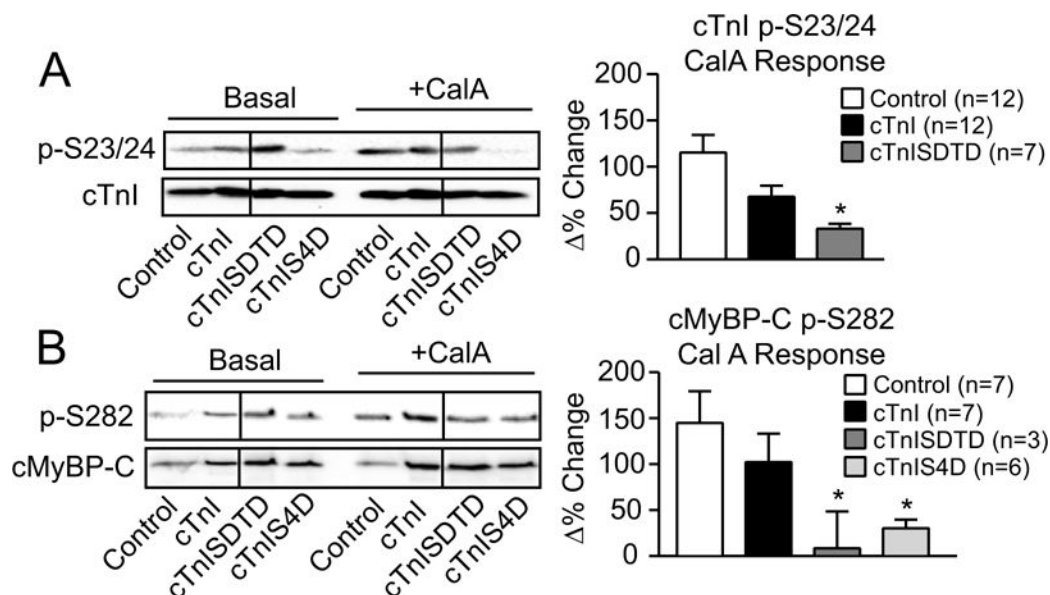 A
Basal
+CalA
p-S23/24
cTnI
Control
cTnI
cTnISDTD
cTnIS4D
Control
cTnI
cTnISDTD
cTnIS4D
cTnI p-S23/24
CalA Response
200
150
100
50
0
Δ% Change
Control (n=12)
cTnI (n=12)
cTnISDTD (n=7)
*
B
Basal
+CalA
p-S282
cMyBP-C
Control
cTnI
cTnISDTD
cTnIS4D
Control
cTnI
cTnISDTD
cTnIS4D
cMyBP-C p-S282
Cal A Response
200
150
100
50
0
Δ% Change
Control (n=7)
cTnI (n=7)
cTnISDTD (n=3)
cTnIS4D (n=6)
*
*